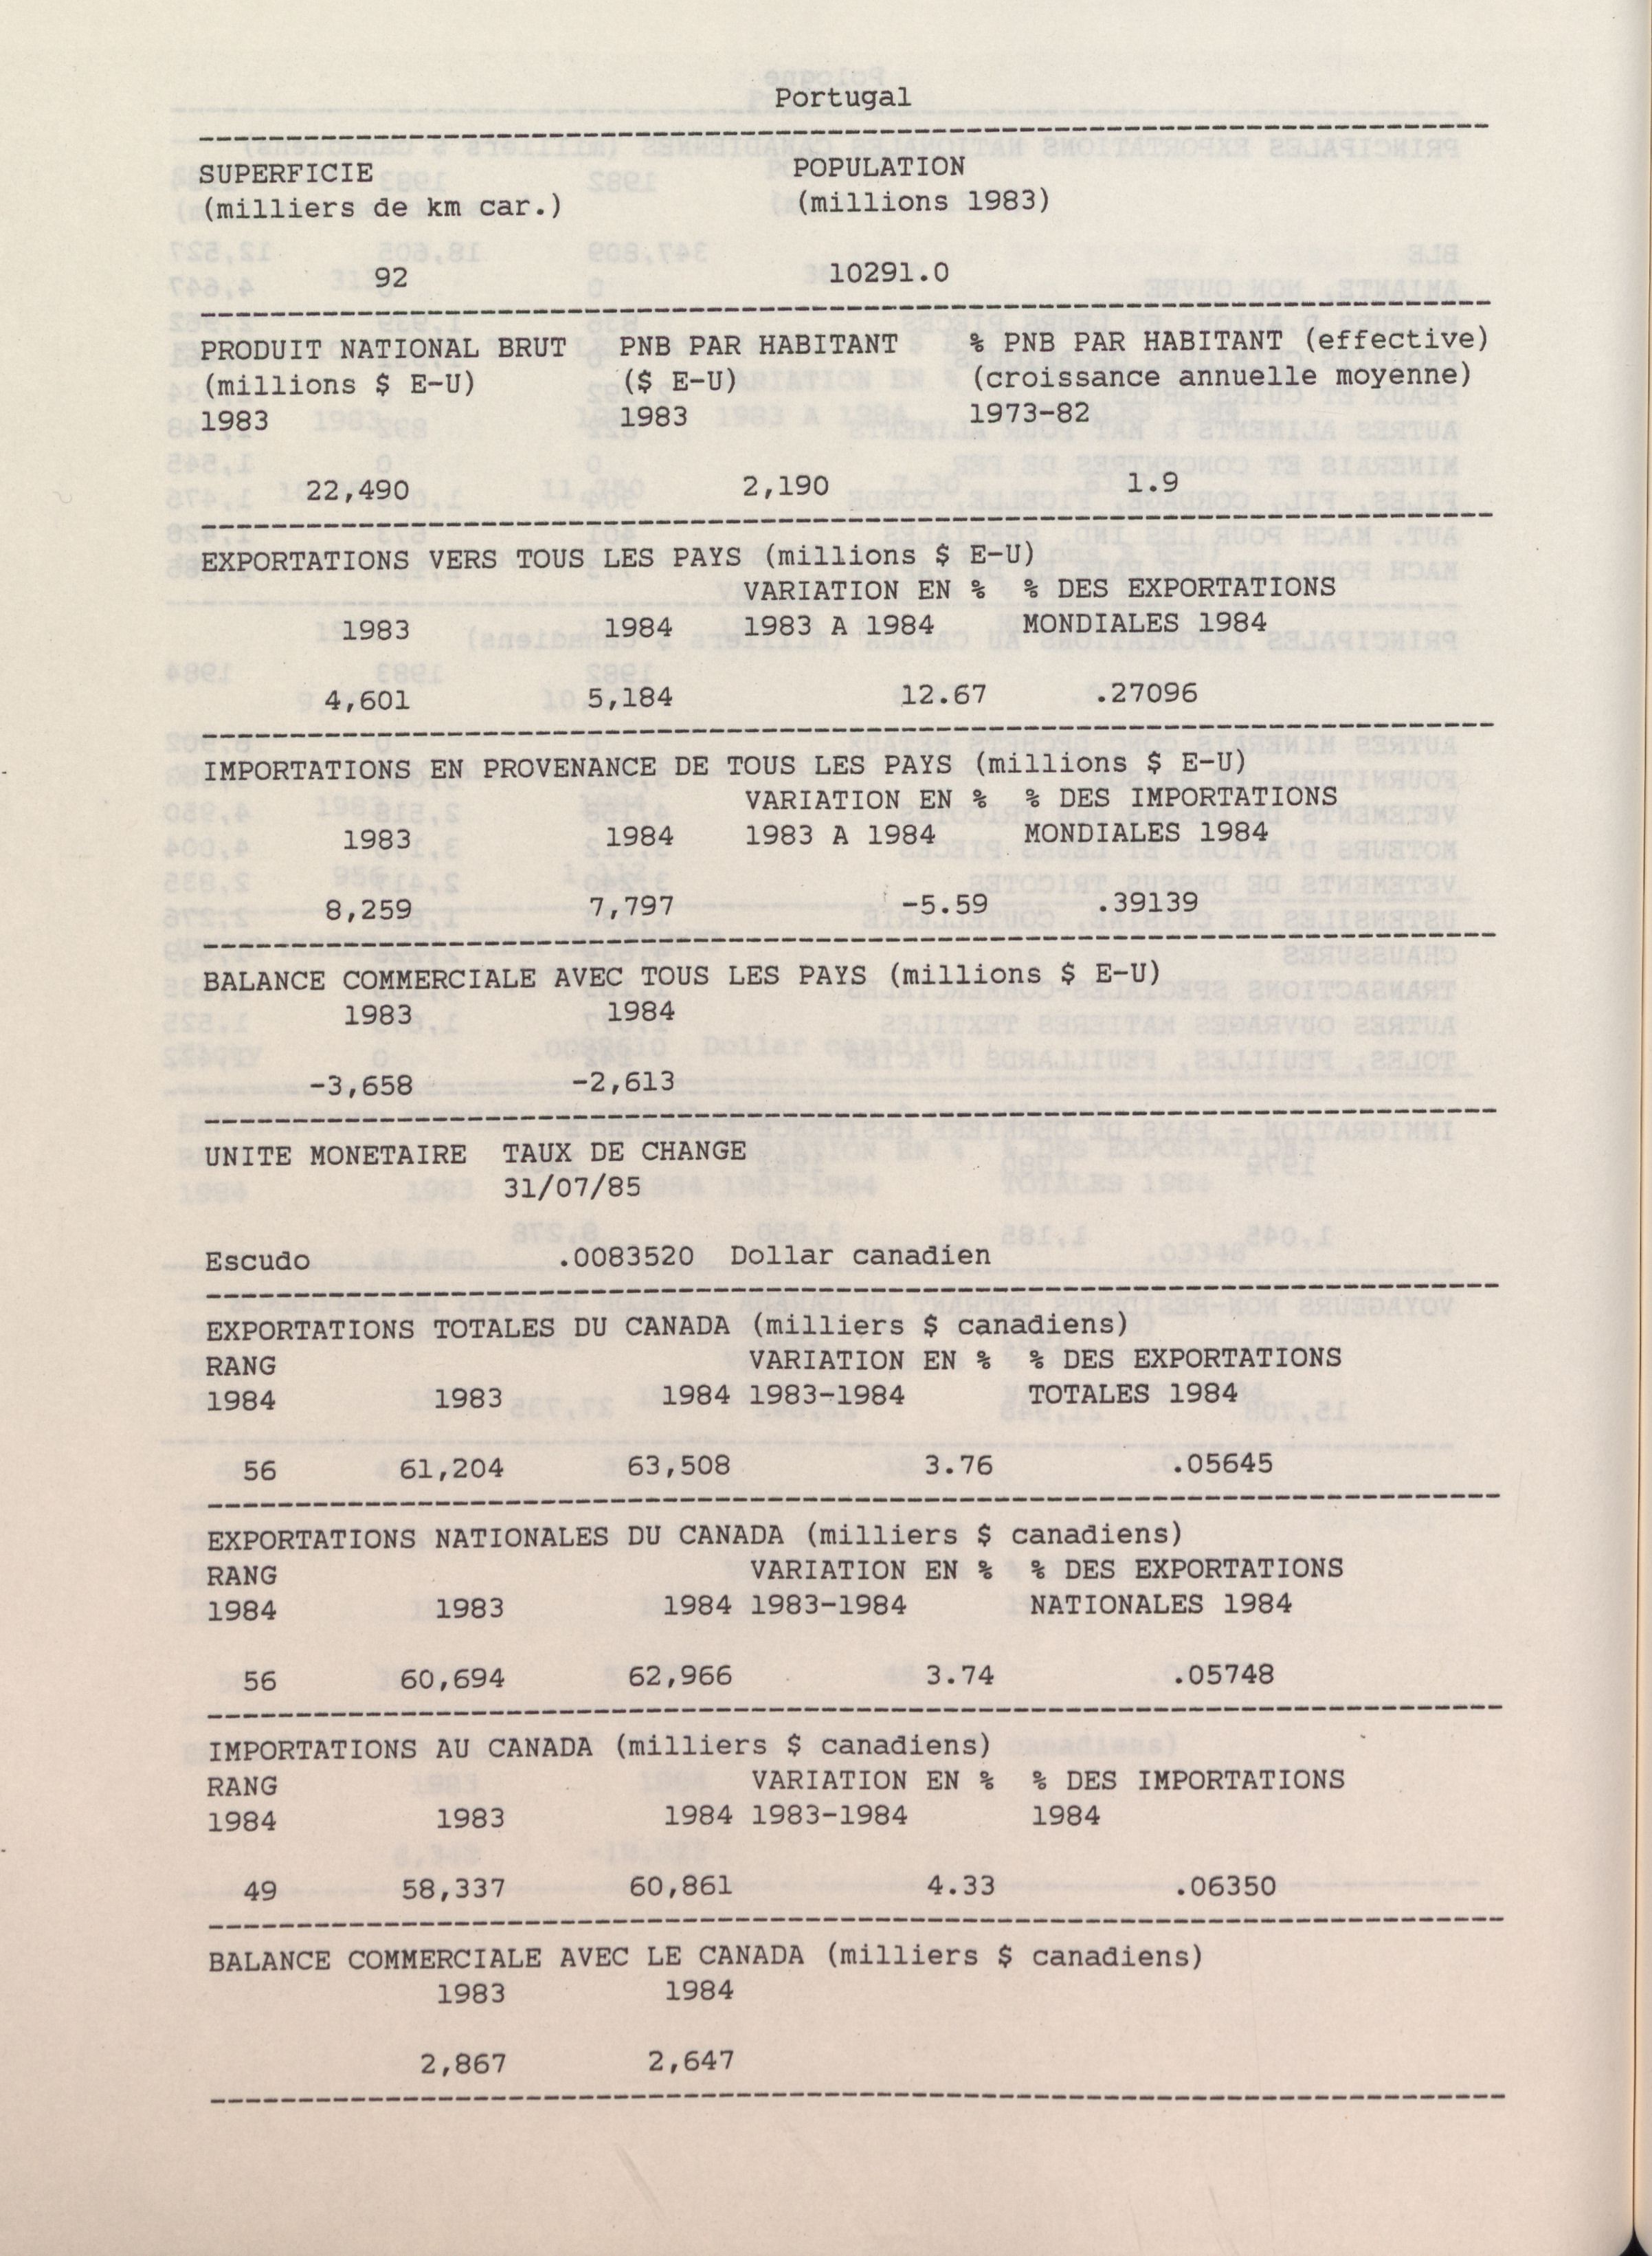 Portugal
SUPERFICIE POPULATION
(milliers de km car.) (millions 1983)
92 10291.0
PRODUIT NATIONAL BRUT PNB PAR HABITANT % PNB PAR HABITANT (effective)
(millions $ E-U) ($ E-U) (croissance annuelle moyenne)
1983 1983 1973-82
22,490 2,190 1.9
EXPORTATIONS VERS TOUS LES PAYS (millions $ E-U)
VARIATION EN % % DES EXPORTATIONS
1983 1984 1983 A 1984 MONDIALES 1984
4,601 5,184 12.67 .27096
IMPORTATIONS EN PROVENANCE DE TOUS LES PAYS (millions $ E-U)
VARIATION EN % % DES IMPORTATIONS
1983 1984 1983 A 1984 MONDIALES 1984
8,259 7,797 -5.59 .39139
BALANCE COMMERCIALE AVEC TOUS LES PAYS (millions $ E-U)
1983 1984
-3,658 -2,613
UNITE MONETAIRE TAUX DE CHANGE
31/07/85
Escudo .0083520 Dollar canadien
EXPORTATIONS TOTALES DU CANADA (milliers $ canadiens)
RANG VARIATION EN % % DES EXPORTATIONS
1984 1983 1984 1983-1984 TOTALES 1984
56 61,204 63,508 3.76 .05645
EXPORTATIONS NATIONALES DU CANADA (milliers $ canadiens)
RANG VARIATION EN % % DES EXPORTATIONS
1984 1983 1984 1983-1984 NATIONALES 1984
56 60,694 62,966 3.74 .05748
IMPORTATIONS AU CANADA (milliers $ canadiens)
RANG VARIATION EN % % DES IMPORTATIONS
1984 1983 1984 1983-1984 1984
49 58,337 60,861 4.33 .06350
BALANCE COMMERCIALE AVEC LE CANADA (milliers $ canadiens)
1983 1984
2,867 2,647